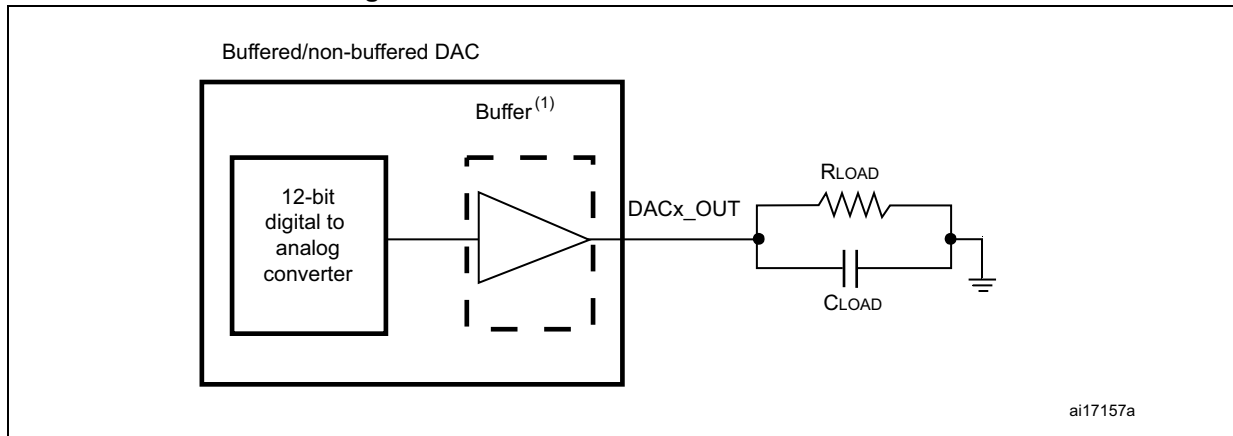 Buffered/non-buffered DAC
Buffer(1)
12-bit
digital to
analog
converter
DACx_OUT
RLOAD
CLOAD
ai17157a